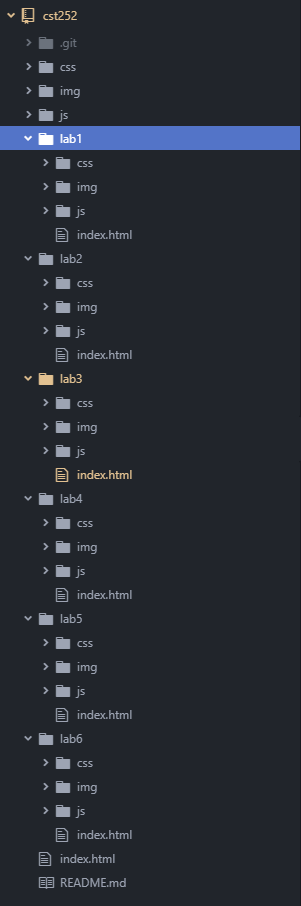 cst252
.git
css
img
js
lab1
css
img
js
index.html
lab2
css
img
js
index.html
lab3
css
img
js
index.html
lab4
css
img
js
index.html
lab5
css
img
js
index.html
lab6
css
img
js
index.html
index.html
README.md